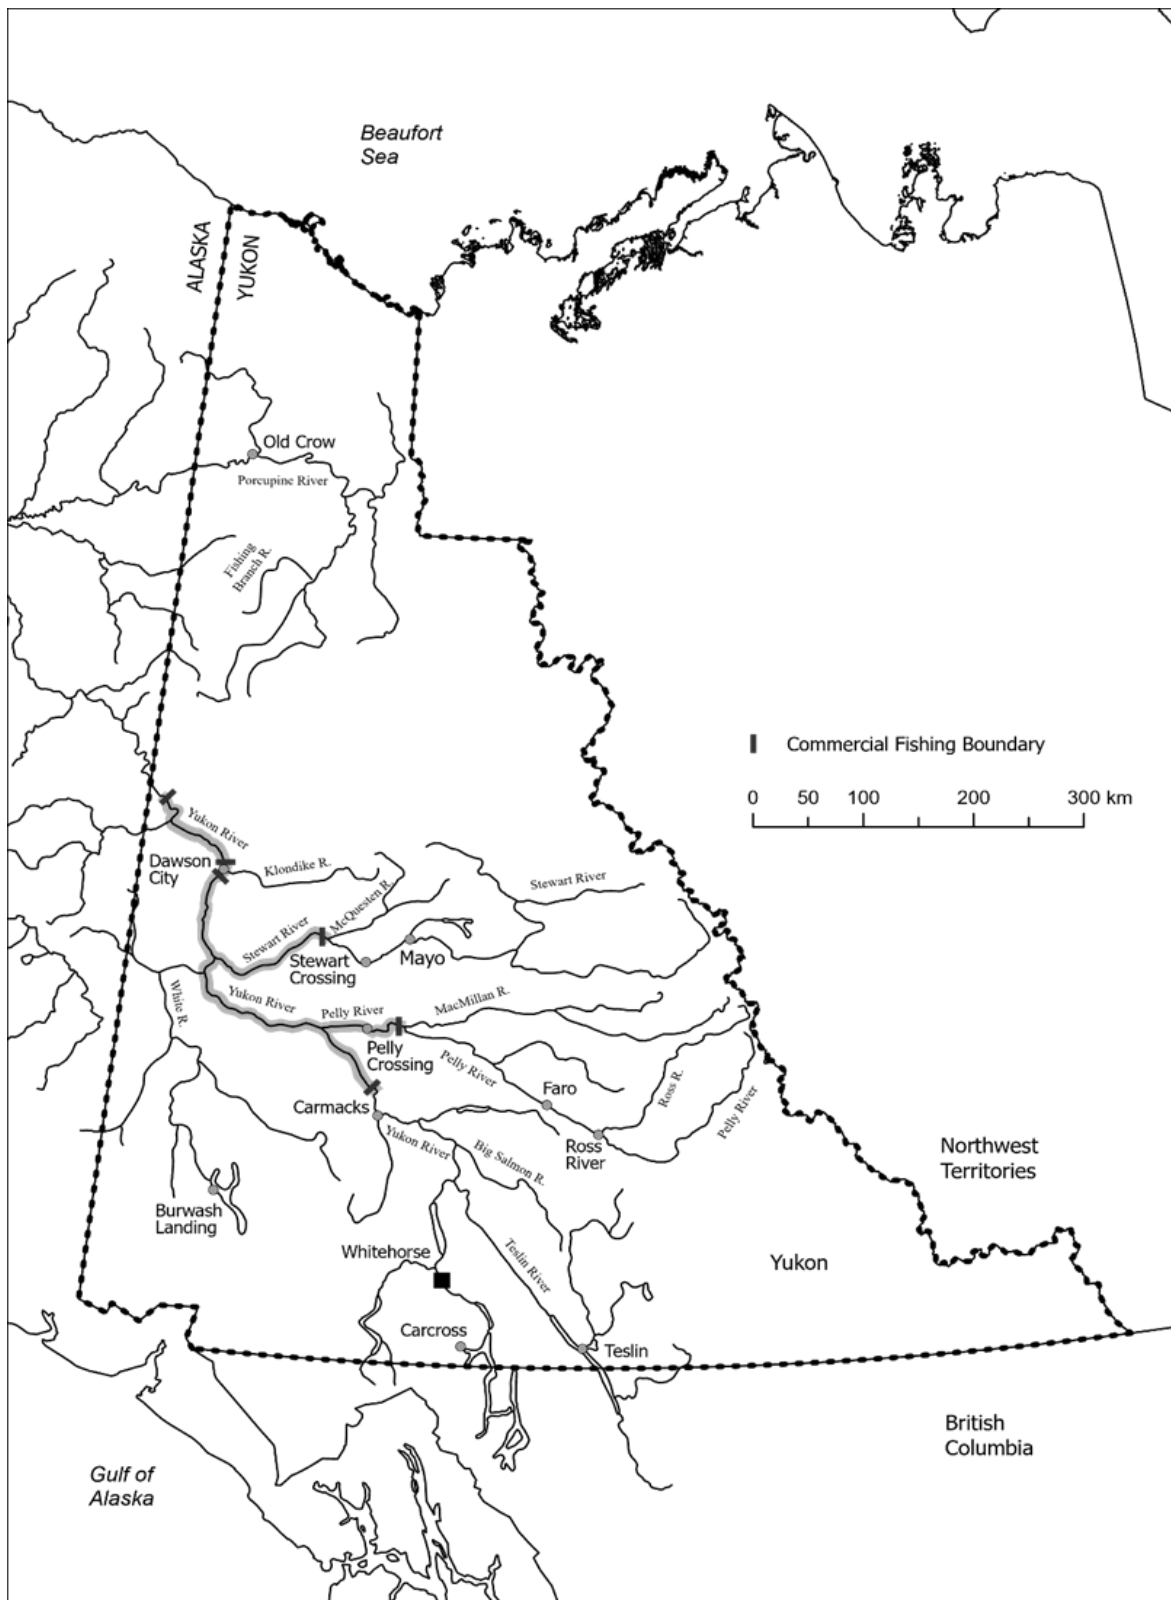 Beaufort
Sea
ALASKA
YUKON
Old Crow
Porcupine River
Fishing
Branch R.
Commercial Fishing Boundary
0 50 100 200 300 km
Yukon River
Dawson
City
Klondike R.
McQuesten R.
Stewart River
Stewart River
Stewart
Crossing
Mayo
White R.
Yukon River
Pelly River
MacMillan R.
Pelly
Crossing
Pelly River
Faro
Ross R.
Pelly River
Carmacks
Yukon River
Big Salmon R.
Ross
River
Northwest
Territories
Burwash
Landing
Whitehorse
Teslin River
Yukon
Carcross
Teslin
British
Columbia
Gulf of
Alaska